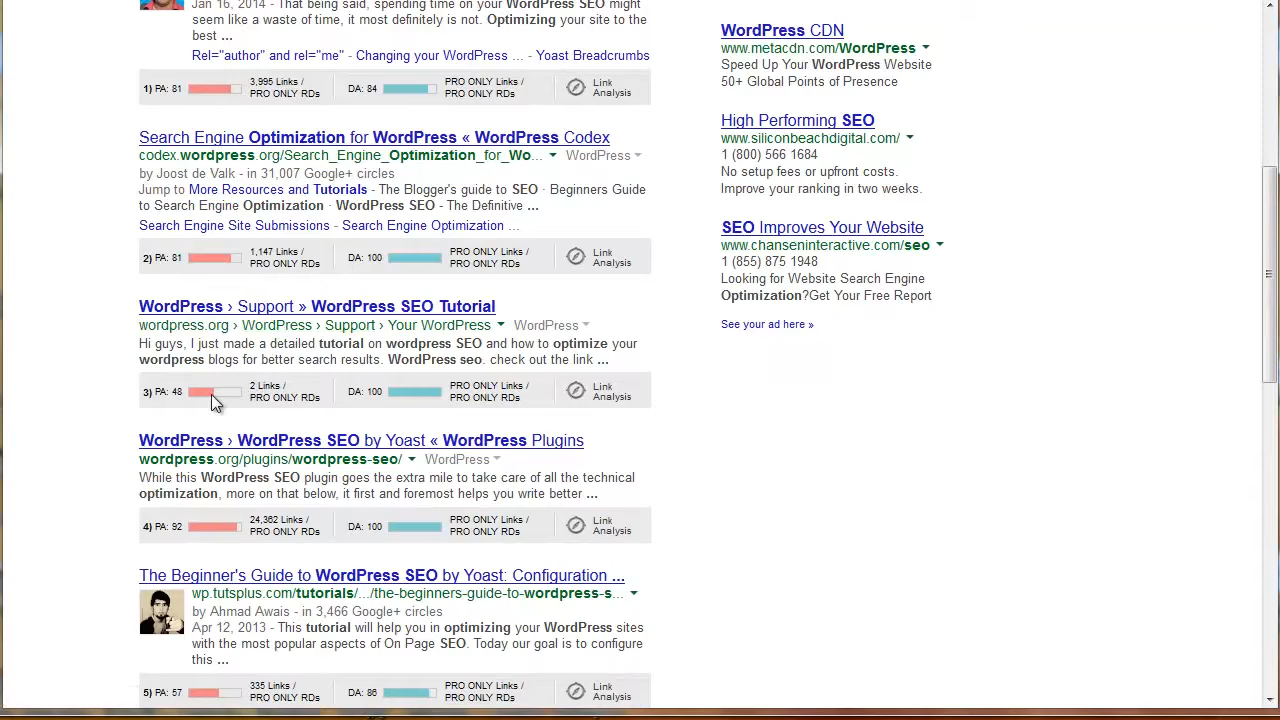 Jan 16, 2014 - That being said, spending time on your WordPress SEO might
seem like a waste of time, it most definitely is not. Optimizing your site to the
best ...
Rel="author" and rel="me" - Changing your WordPress ... - Yoast Breadcrumbs
1) PA: 81 3,995 Links / PRO ONLY RDs DA: 84 PRO ONLY Links / PRO ONLY RDs Link Analysis
Search Engine Optimization for WordPress « WordPress Codex
codex.wordpress.org/Search_Engine_Optimization_for_Wo... WordPress
by Joost de Valk - in 31,007 Google+ circles
Jump to More Resources and Tutorials - The Blogger's guide to SEO · Beginners Guide
to Search Engine Optimization · WordPress SEO - The Definitive ...
Search Engine Site Submissions - Search Engine Optimization ...
2) PA: 81 1,147 Links / PRO ONLY RDs DA: 100 PRO ONLY Links / PRO ONLY RDs Link Analysis
WordPress › Support » WordPress SEO Tutorial
wordpress.org › WordPress › Support › Your WordPress WordPress
Hi guys, I just made a detailed tutorial on wordpress SEO and how to optimize your
wordpress blogs for better search results. WordPress seo. check out the link ...
3) PA: 48 2 Links / PRO ONLY RDs DA: 100 PRO ONLY Links / PRO ONLY RDs Link Analysis
WordPress › WordPress SEO by Yoast « WordPress Plugins
wordpress.org/plugins/wordpress-seo/ WordPress
While this WordPress SEO plugin goes the extra mile to take care of all the technical
optimization, more on that below, it first and foremost helps you write better ...
4) PA: 92 24,362 Links / PRO ONLY RDs DA: 100 PRO ONLY Links / PRO ONLY RDs Link Analysis
The Beginner's Guide to WordPress SEO by Yoast: Configuration ...
wp.tutsplus.com/tutorials/.../the-beginners-guide-to-wordpress-s...
by Ahmad Awais - in 3,466 Google+ circles
Apr 12, 2013 - This tutorial will help you in optimizing your WordPress sites
with the most popular aspects of On Page SEO. Today our goal is to configure
this ...
5) PA: 57 335 Links / PRO ONLY RDs DA: 86 PRO ONLY Links / PRO ONLY RDs Link Analysis
WordPress CDN
www.metacdn.com/WordPress
Speed Up Your WordPress Website
50+ Global Points of Presence
High Performing SEO
www.siliconbeachdigital.com/
1 (800) 566 1684
No setup fees or upfront costs.
Improve your ranking in two weeks.
SEO Improves Your Website
www.chanseninteractive.com/seo
1 (855) 875 1948
Looking for Website Search Engine
Optimization?Get Your Free Report
See your ad here »